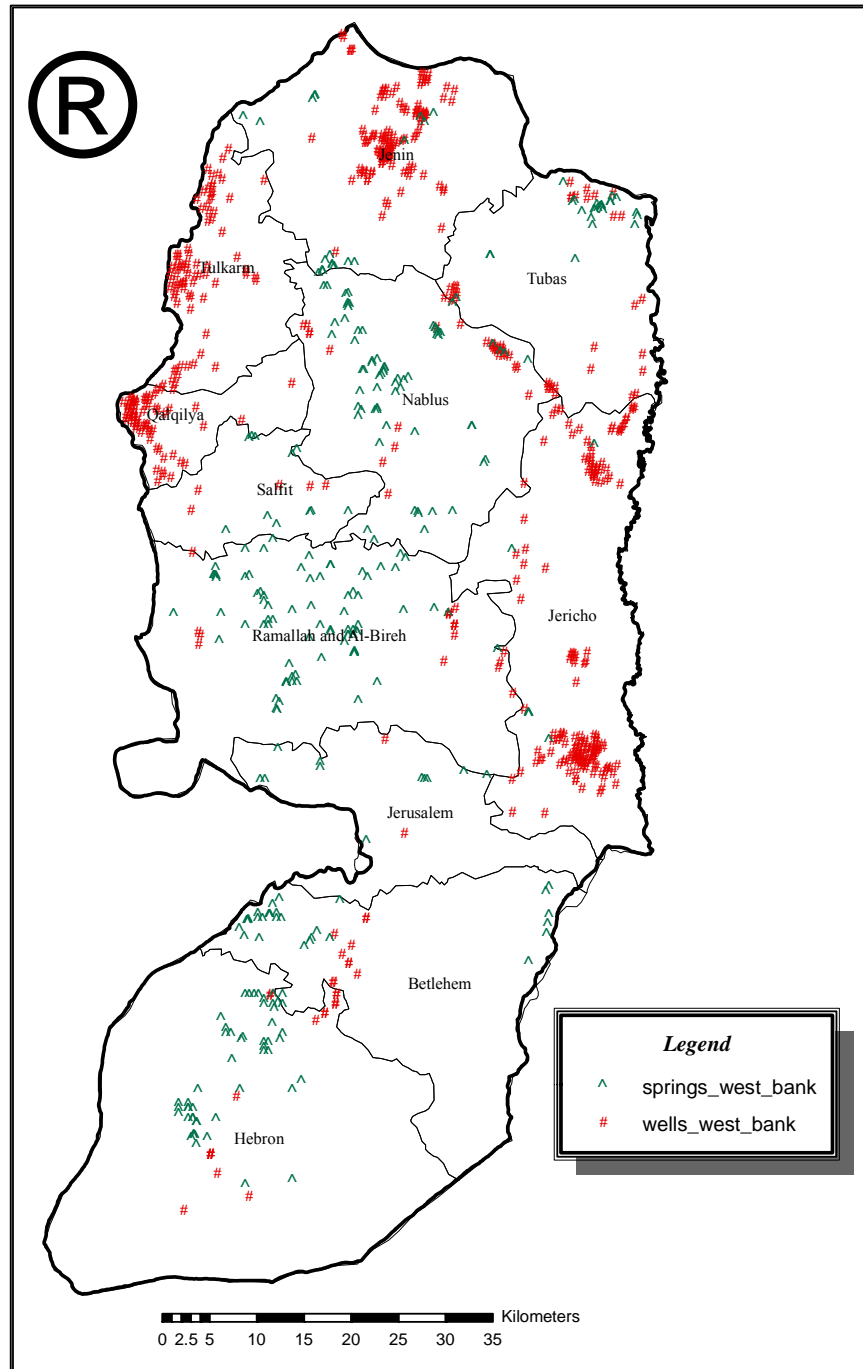 ®
Jenin
Tulkarm
Tubas
Nablus
Qalqilya
Salfit
Jericho
Ramallah and Al-Bireh
Jerusalem
Betlehem
Hebron
Legend
^ springs_west_bank
# wells_west_bank
Kilometers
0 2.5 5 10 15 20 25 30 35